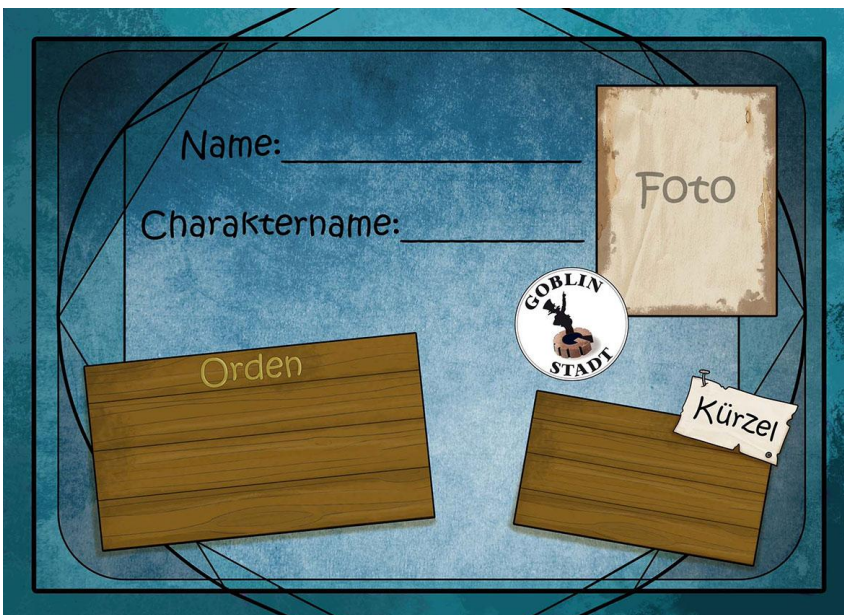 Name:
Foto
Charaktername:
GOBLIN
STADT
Orden
Kürzel